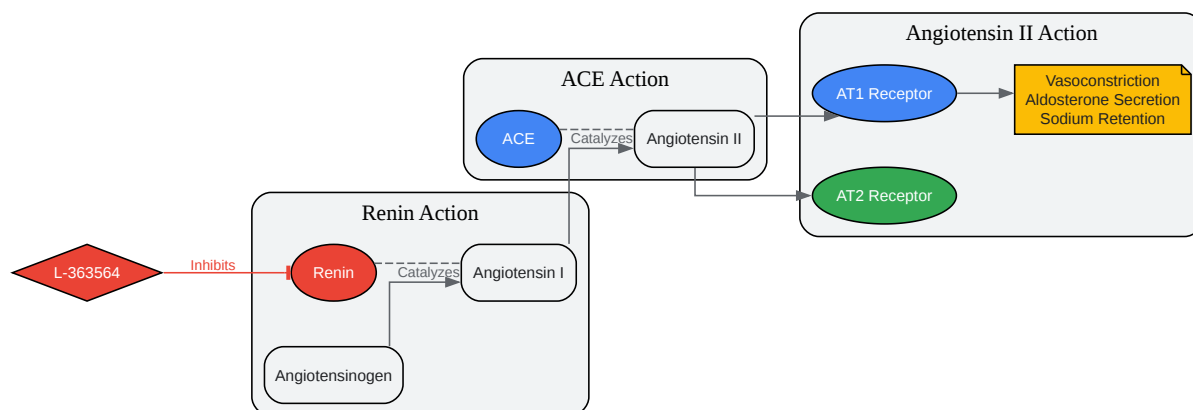 Angiotensin II Action
AT1 Receptor
Vasoconstriction
Aldosterone Secretion
Sodium Retention
AT2 Receptor
ACE Action
ACE
Catalyzes
Angiotensin II
Renin Action
L-363564
Inhibits
Renin
Catalyzes
Angiotensin I
Angiotensinogen